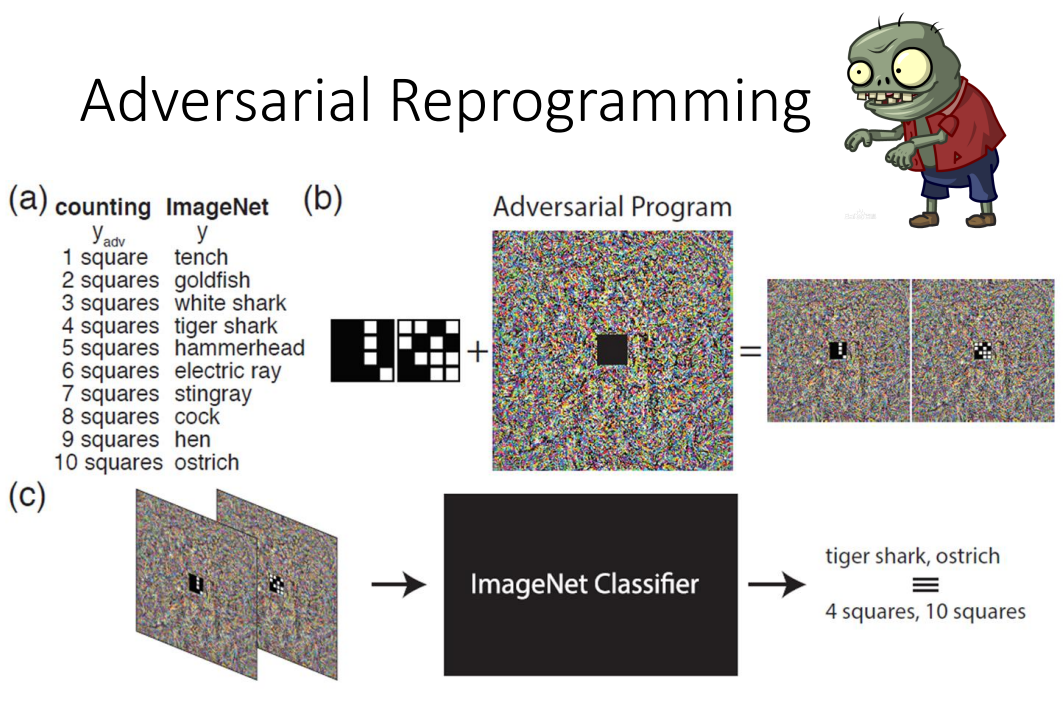 Adversarial Reprogramming
(a)
counting ImageNet
y_adv y
1 square tench
2 squares goldfish
3 squares white shark
4 squares tiger shark
5 squares hammerhead
6 squares electric ray
7 squares stingray
8 squares cock
9 squares hen
10 squares ostrich
(b)
Adversarial Program
+
=
(c)
ImageNet Classifier
tiger shark, ostrich
≡
4 squares, 10 squares